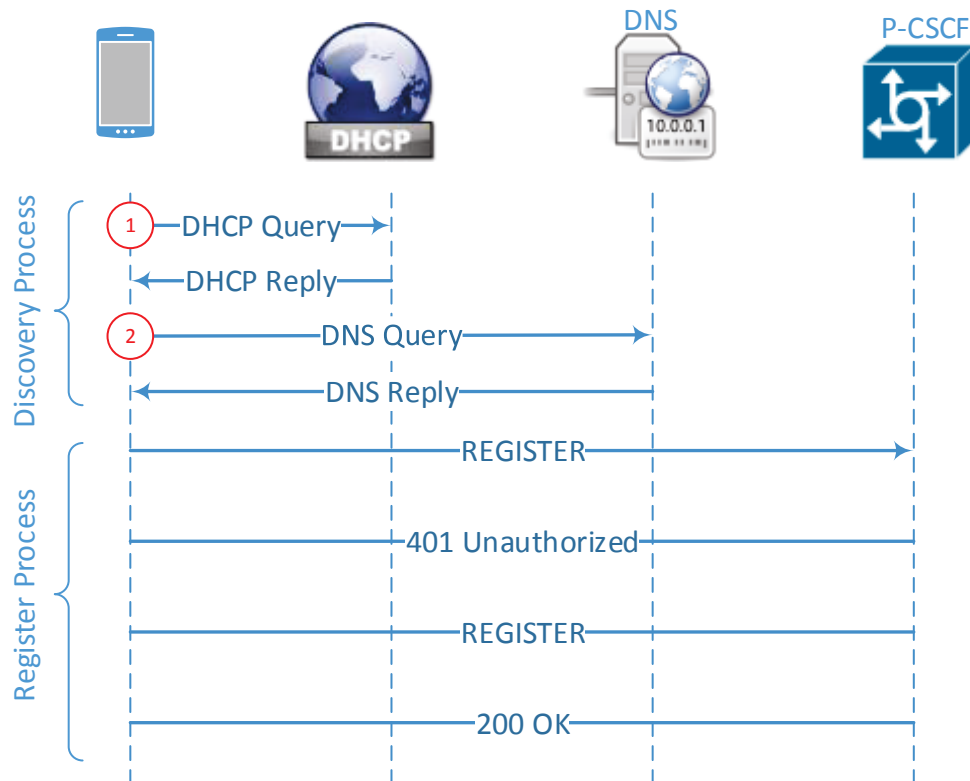 DNS
P-CSCF
DHCP
10.0.0.1
Discovery Process
1
DHCP Query
DHCP Reply
2
DNS Query
DNS Reply
Register Process
REGISTER
401 Unauthorized
REGISTER
200 OK